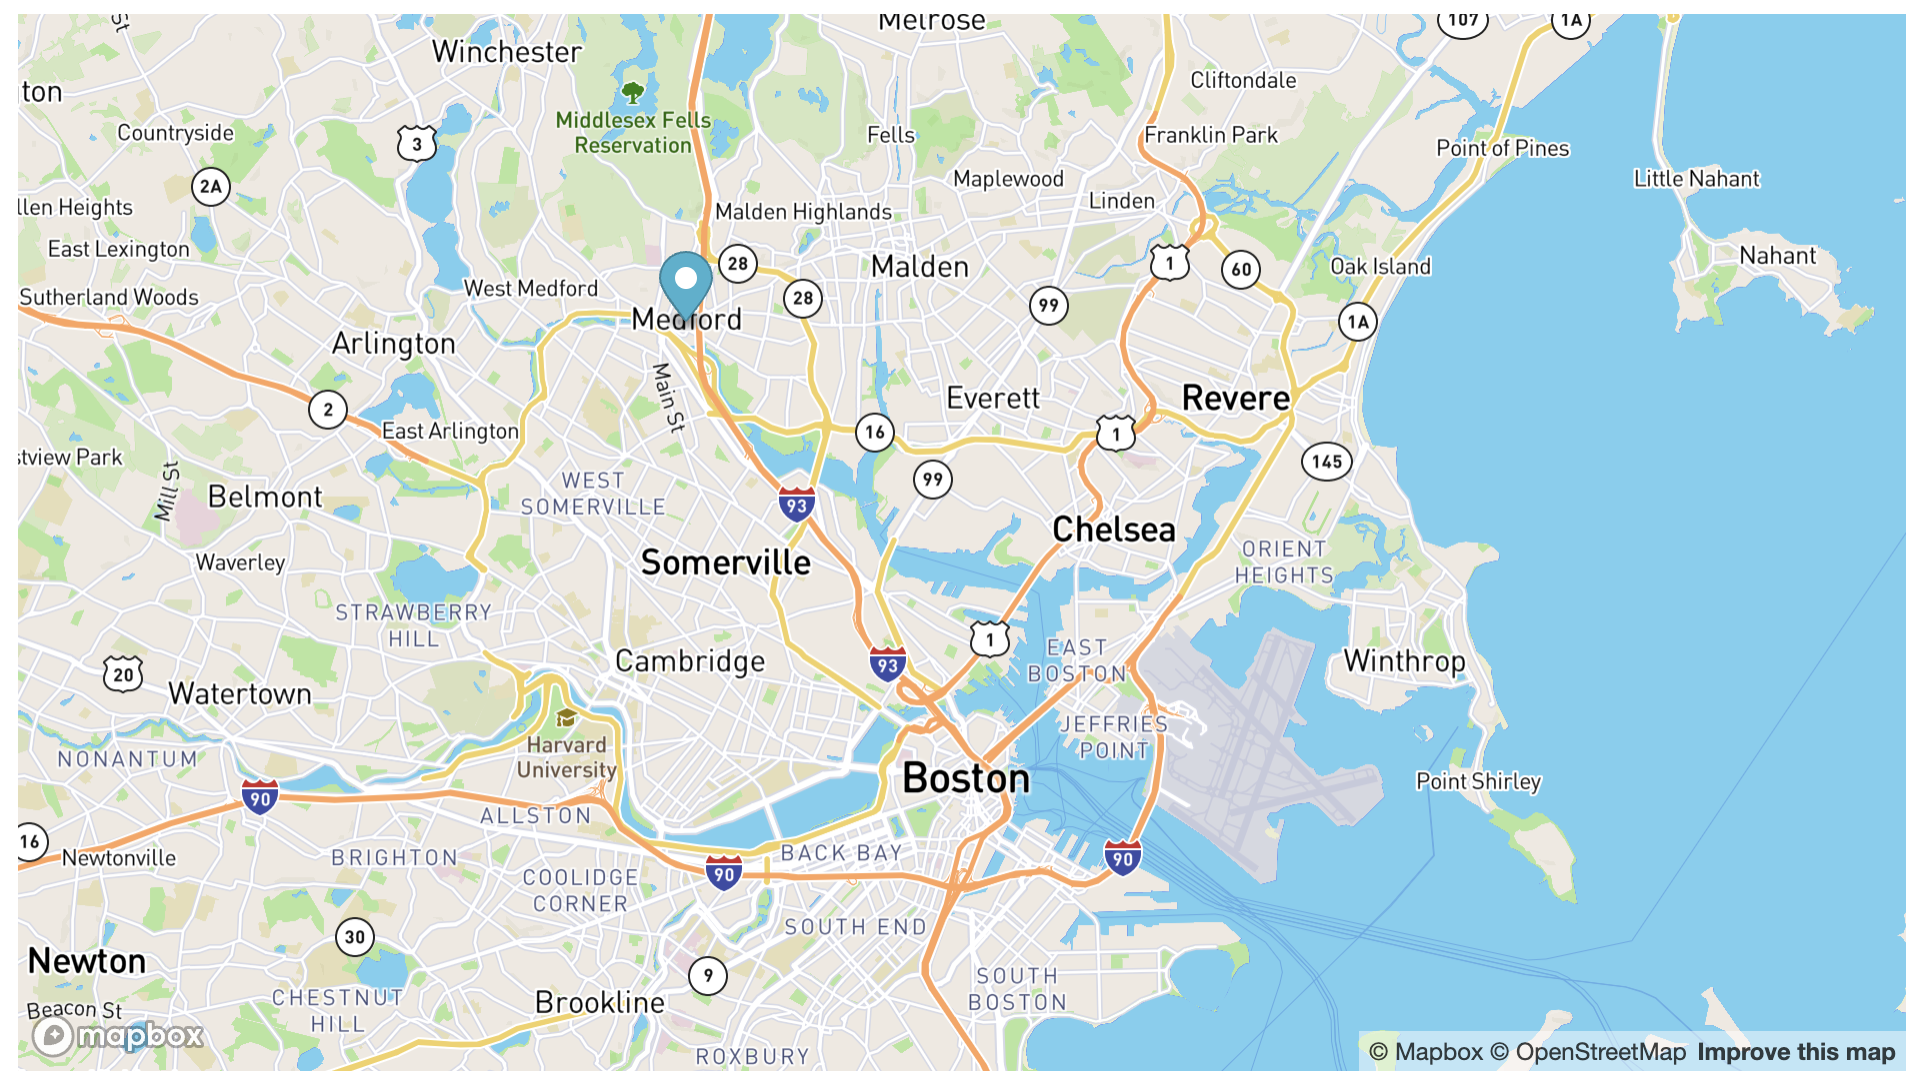 St
Melrose
107
1A
Winchester
Cliftondale
ton
Middlesex Fells
Reservation
Countryside
3
Fells
Franklin Park
Point of Pines
2A
Maplewood
Little Nahant
llen Heights
Malden Highlands
Linden
East Lexington
Nahant
28
Malden
1
60
Oak Island
Sutherland Woods
West Medford
28
99
Medford
1A
Arlington
Main St
2
Everett
Revere
East Arlington
16
1
stview Park
145
Mill St
Belmont
WEST
SOMERVILLE
99
93
Chelsea
Waverley
Somerville
ORIENT
HEIGHTS
STRAWBERRY
HILL
1
EAST
BOSTON
20
Watertown
Cambridge
93
Winthrop
Harvard
University
JEFFRIES
POINT
NONANTUM
Boston
Point Shirley
90
ALLSTON
16
Newtonville
BRIGHTON
BACK BAY
90
90
COOLIDGE
CORNER
SOUTH END
30
Newton
9
SOUTH
BOSTON
CHESTNUT
HILL
Brookline
Beacon St
mapbox
ROXBURY
© Mapbox © OpenStreetMap Improve this map